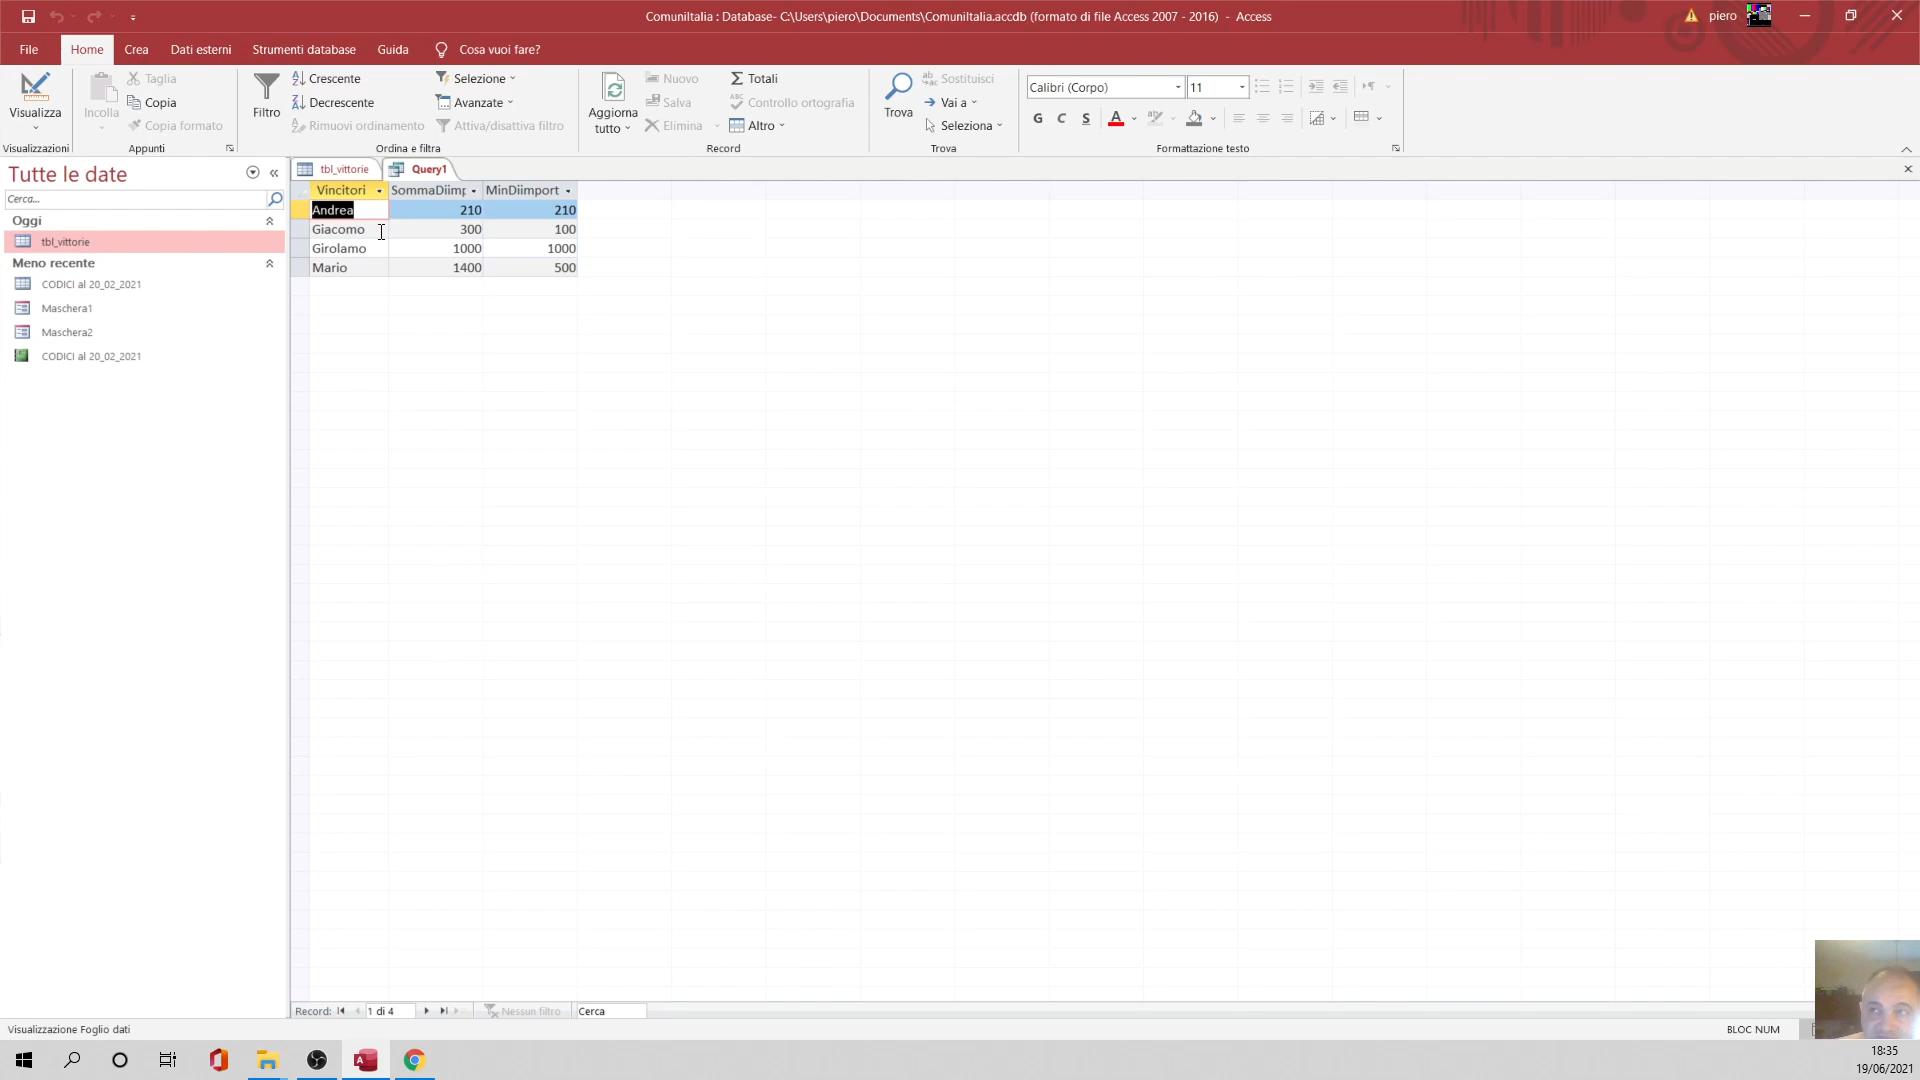 ComuniItalia : Database- C:\Users\piero\Documents\ComuniItalia.accdb (formato di file Access 2007 - 2016) - Access
piero
File Home Crea Dati esterni Strumenti database Guida Cosa vuoi fare?
Visualizza
Visualizzazioni
Incolla
Taglia
Copia
Copia formato
Appunti
Filtro
Crescente
Decrescente
Rimuovi ordinamento
Selezione
Avanzate
Attiva/disattiva filtro
Ordina e filtra
Aggiorna
tutto
Nuovo
Salva
Elimina
Totali
Controllo ortografia
Altro
Record
Trova
Sostituisci
Vai a
Seleziona
Trova
Calibri (Corpo) 11
G C S A
Formattazione testo
Tutte le date
Cerca...
Oggi
tbl_vittorie
Meno recente
CODICI al 20_02_2021
Maschera1
Maschera2
CODICI al 20_02_2021
tbl_vittorie Query1
Vincitori SommaDiimp MinDiimport
Andrea 210 210
Giacomo 300 100
Girolamo 1000 1000
Mario 1400 500
Record: 1 di 4 Nessun filtro Cerca
Visualizzazione Foglio dati BLOC NUM
18:35
19/06/2021